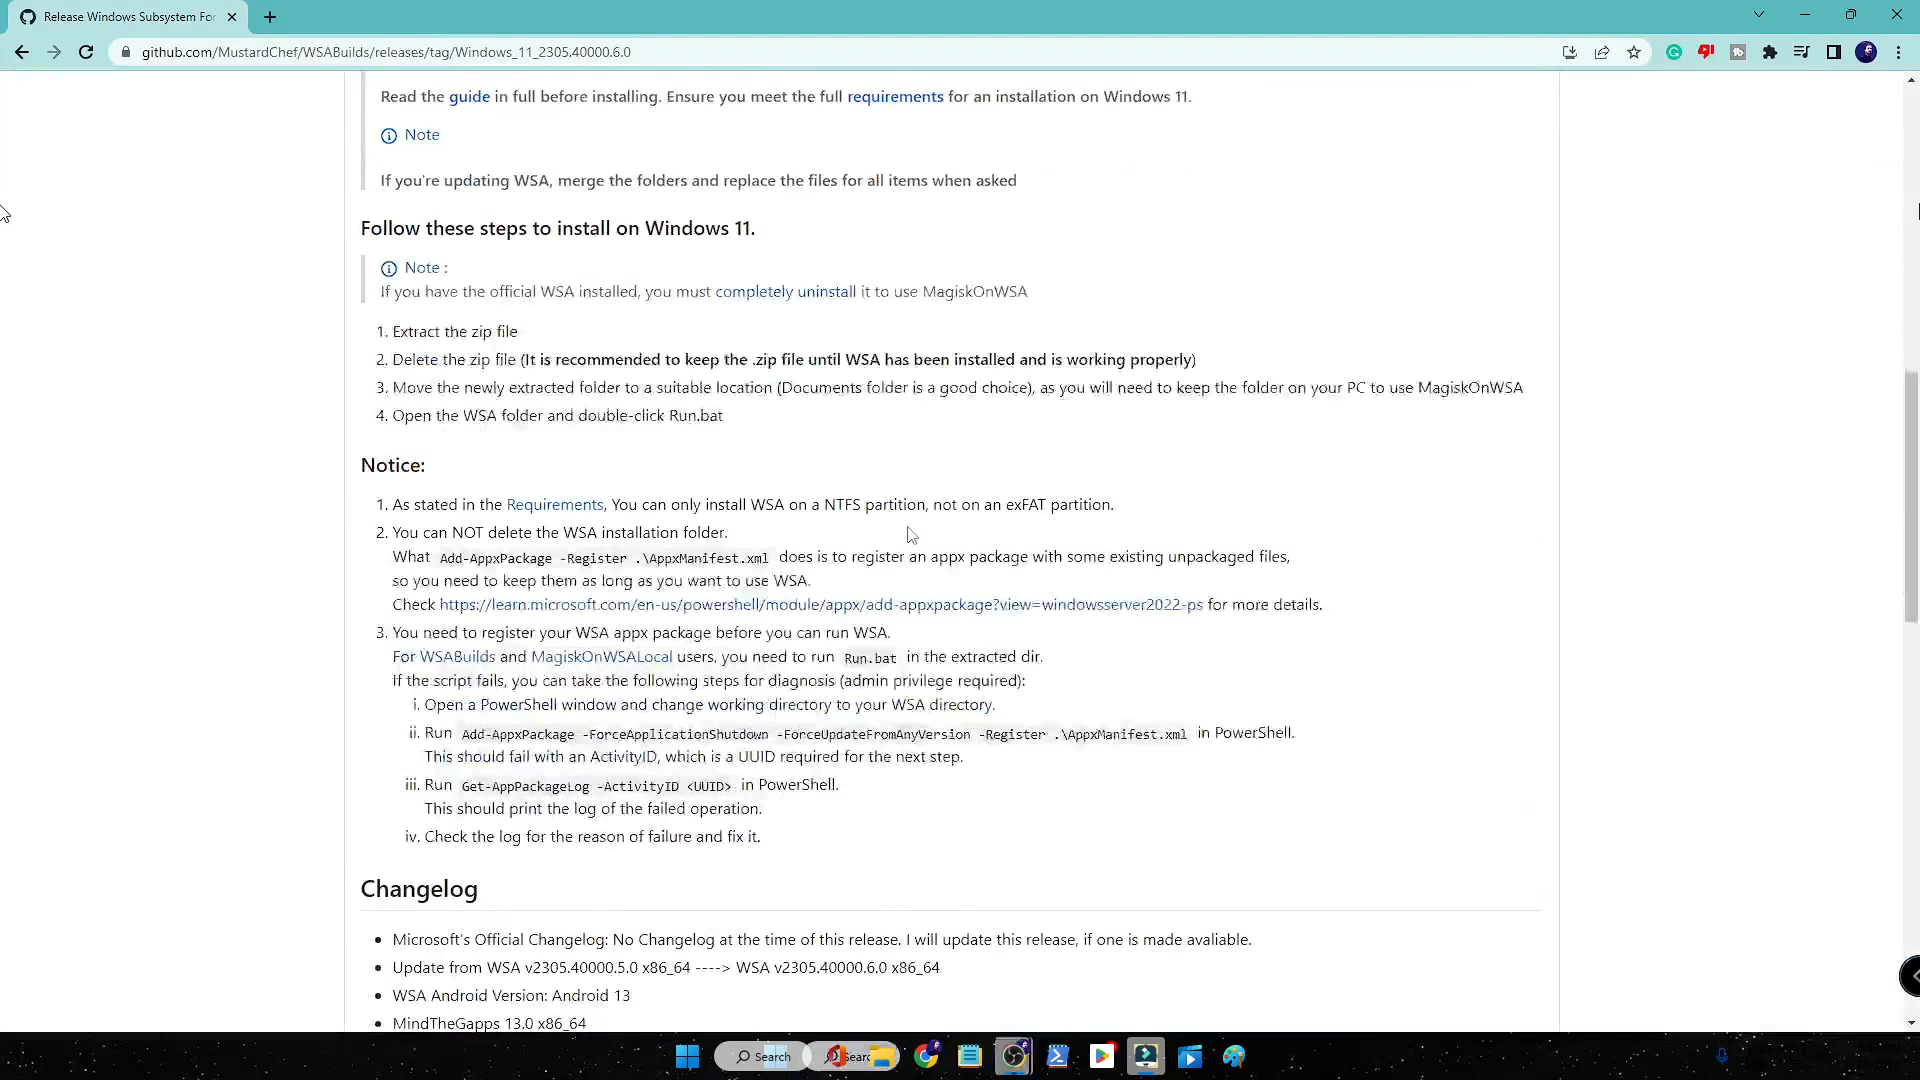 Release Windows Subsystem For
github.com/MustardChef/WSABuilds/releases/tag/Windows_11_2305.40000.6.0
Read the guide in full before installing. Ensure you meet the full requirements for an installation on Windows 11.
Note
If you're updating WSA, merge the folders and replace the files for all items when asked
Follow these steps to install on Windows 11.
Note :
If you have the official WSA installed, you must completely uninstall it to use MagiskOnWSA
1. Extract the zip file
2. Delete the zip file (It is recommended to keep the .zip file until WSA has been installed and is working properly)
3. Move the newly extracted folder to a suitable location (Documents folder is a good choice), as you will need to keep the folder on your PC to use MagiskOnWSA
4. Open the WSA folder and double-click Run.bat
Notice:
1. As stated in the Requirements, You can only install WSA on a NTFS partition, not on an exFAT partition.
2. You can NOT delete the WSA installation folder.
What Add-AppxPackage -Register .\AppxManifest.xml does is to register an appx package with some existing unpackaged files,
so you need to keep them as long as you want to use WSA.
Check https://learn.microsoft.com/en-us/powershell/module/appx/add-appxpackage?view=windowsserver2022-ps for more details.
3. You need to register your WSA appx package before you can run WSA.
For WSABuilds and MagiskOnWSALocal users, you need to run Run.bat in the extracted dir.
If the script fails, you can take the following steps for diagnosis (admin privilege required):
i. Open a PowerShell window and change working directory to your WSA directory.
ii. Run Add-AppxPackage -ForceApplicationShutdown -ForceUpdateFromAnyVersion -Register .\AppxManifest.xml in PowerShell.
This should fail with an ActivityID, which is a UUID required for the next step.
iii. Run Get-AppPackageLog -ActivityID <UUID> in PowerShell.
This should print the log of the failed operation.
iv. Check the log for the reason of failure and fix it.
Changelog
• Microsoft's Official Changelog: No Changelog at the time of this release. I will update this release, if one is made avaliable.
• Update from WSA v2305.40000.5.0 x86_64 ----> WSA v2305.40000.6.0 x86_64
• WSA Android Version: Android 13
• MindTheGapps 13.0 x86_64
Search